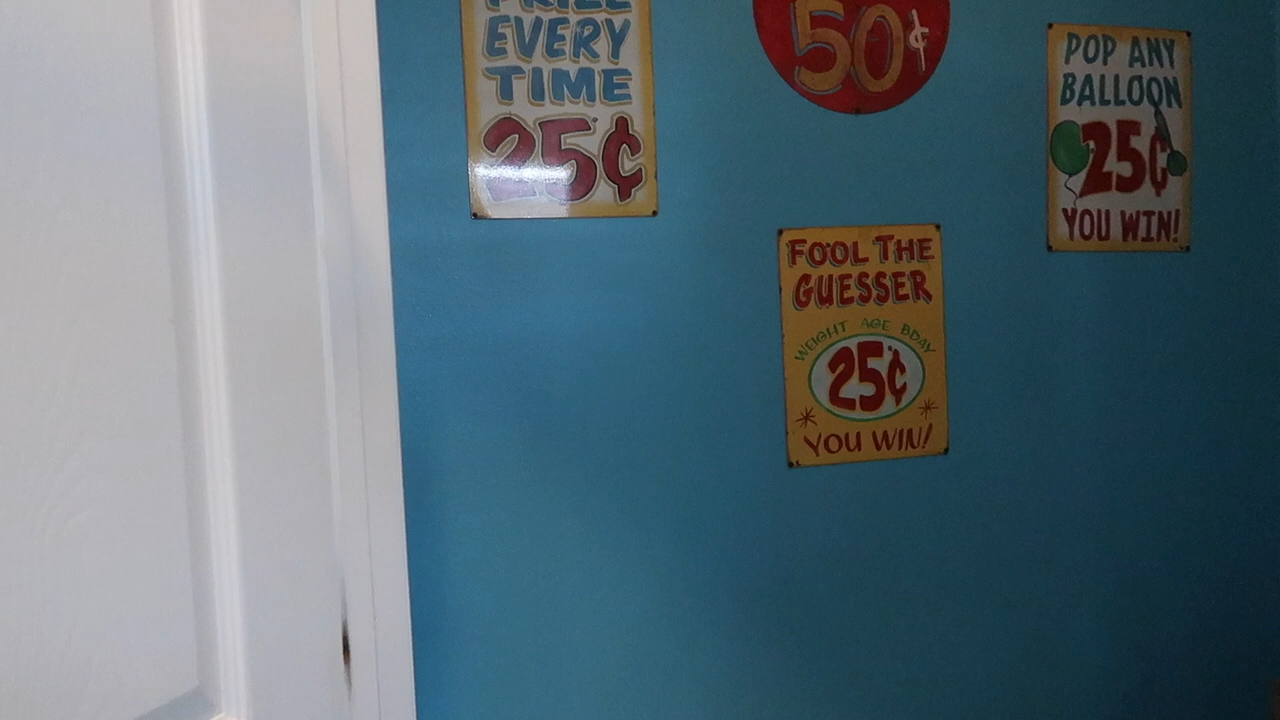 PRIZE
EVERY
TIME
25¢
50¢
POP ANY
BALLOON
25¢
YOU WIN!
FOOL THE
GUESSER
WEIGHT AGE BDAY
25¢
YOU WIN!